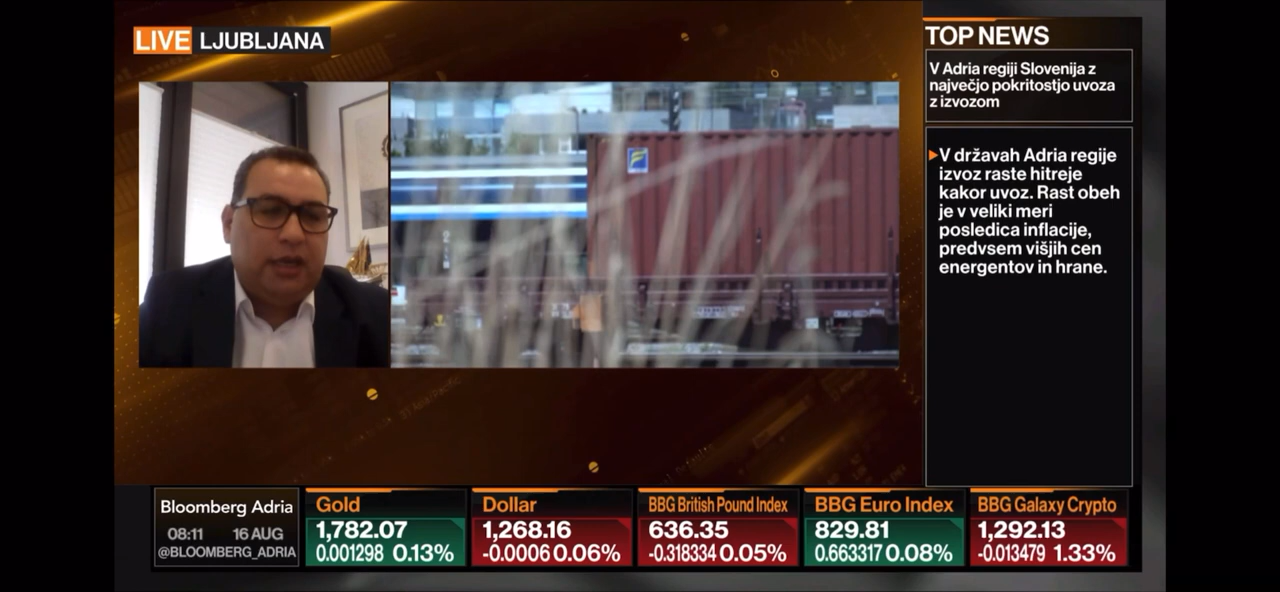 LIVE LJUBLJANA
TOP NEWS
V Adria regiji Slovenija z
največjo pokritostjo uvoza
z izvozom
V državah Adria regije
izvoz raste hitreje
kakor uvoz. Rast obeh
je v veliki meri
posledica inflacije,
predvsem višjih cen
energentov in hrane.
Bloomberg Adria
08:11 16 AUG
@BLOOMBERG_ADRIA
Gold
1,782.07
0.001298 0.13%
Dollar
1,268.16
-0.0006 0.06%
BBG British Pound Index
636.35
-0.318334 0.05%
BBG Euro Index
829.81
0.663317 0.08%
BBG Galaxy Crypto
1,292.13
-0.013479 1.33%